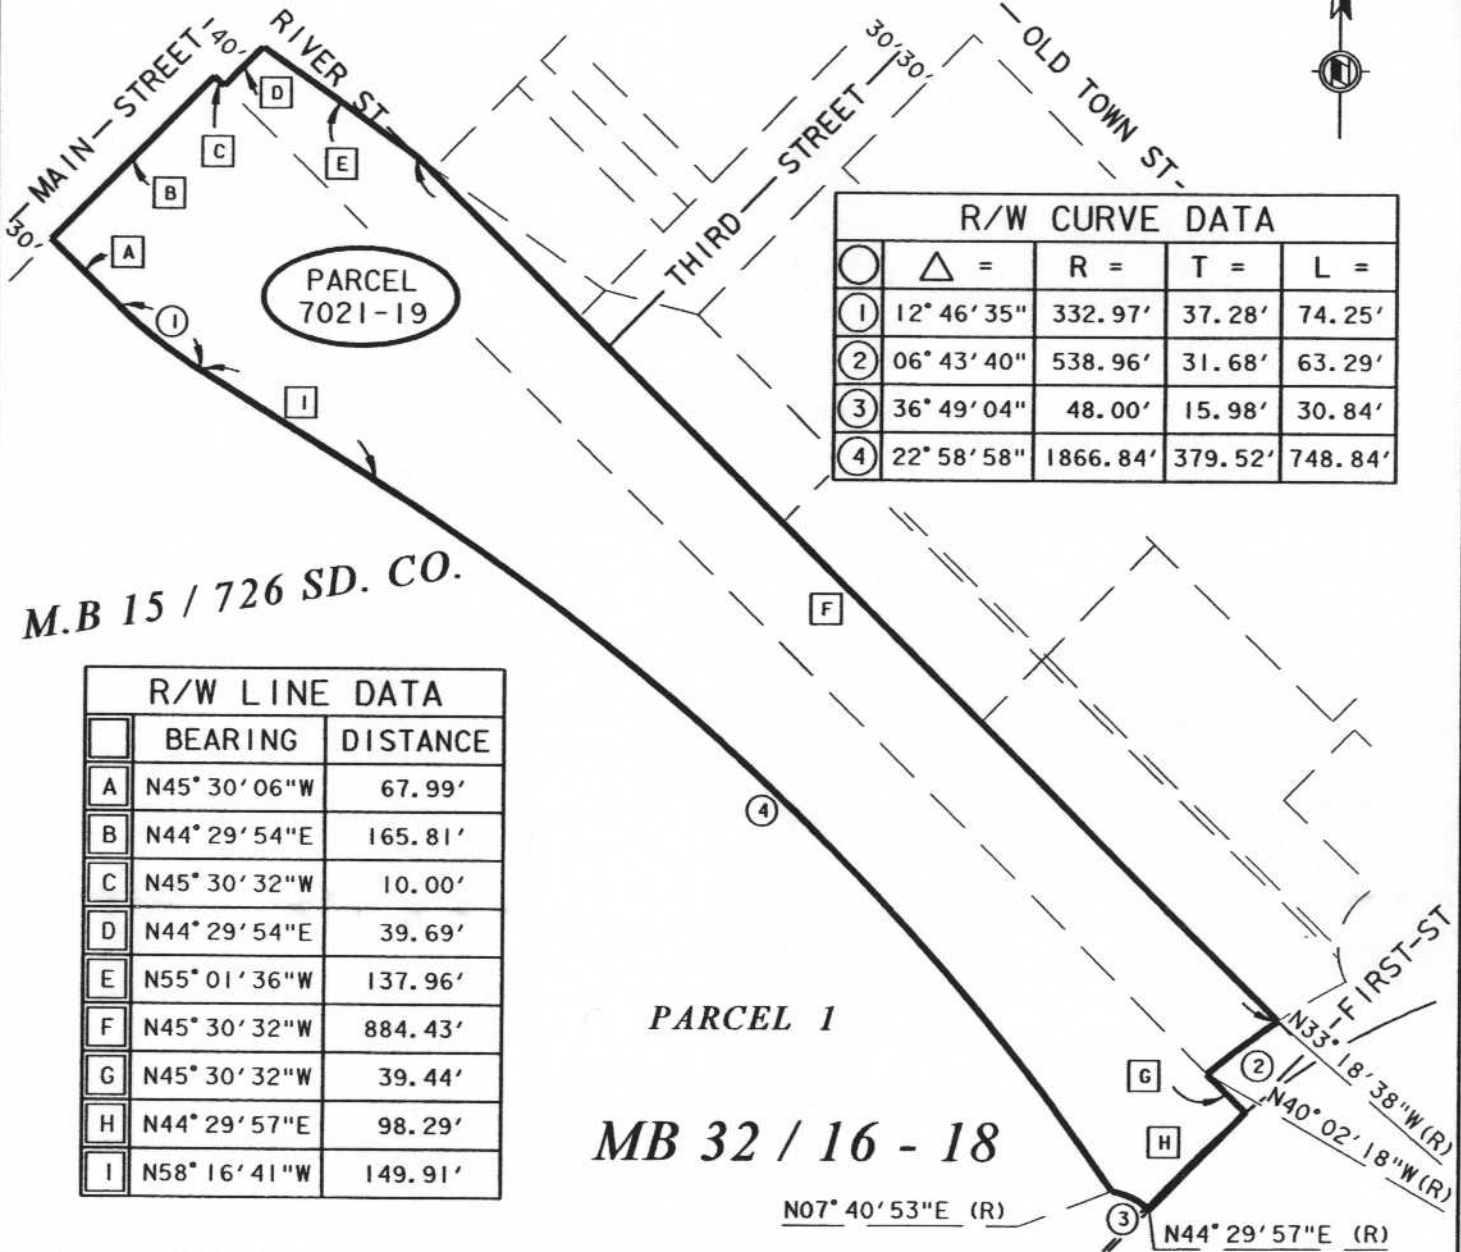 MAIN STREET
30'
40'
RIVER ST.
D
C
E
B
A
1
I
PARCEL
7021-19
30' 30'
THIRD STREET
OLD TOWN ST.
R/W CURVE DATA
△ = R = T = L =
1 12°46'35" 332.97' 37.28' 74.25'
2 06°43'40" 538.96' 31.68' 63.29'
3 36°49'04" 48.00' 15.98' 30.84'
4 22°58'58" 1866.84' 379.52' 748.84'
M.B 15 / 726 SD. CO.
F
4
R/W LINE DATA
BEARING DISTANCE
A N45°30'06"W 67.99'
B N44°29'54"E 165.81'
C N45°30'32"W 10.00'
D N44°29'54"E 39.69'
E N55°01'36"W 137.96'
F N45°30'32"W 884.43'
G N45°30'32"W 39.44'
H N44°29'57"E 98.29'
I N58°16'41"W 149.91'
FIRST-ST
PARCEL 1
N33°18'38"W(R)
2
G
N40°02'18"W(R)
MB 32 / 16 - 18
H
N07°40'53"E (R)
3
N44°29'57"E (R)